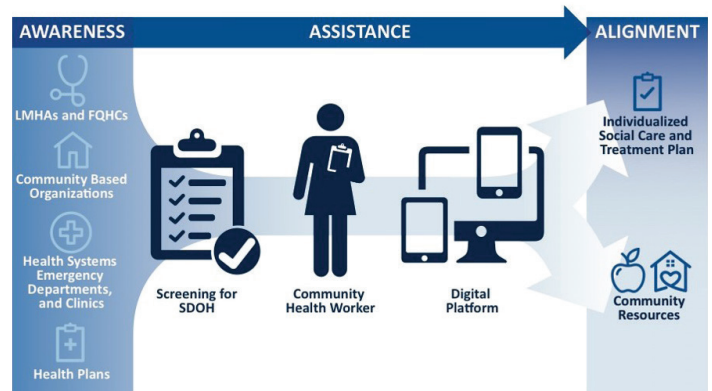 AWARENESS
ASSISTANCE
ALIGNMENT
LMHAs and FQHCs
Community Based
Organizations
Health Systems
Emergency
Departments,
and Clinics
Health Plans
Screening for
SDOH
Community
Health Worker
Digital
Platform
Individualized
Social Care and
Treatment Plan
Community
Resources